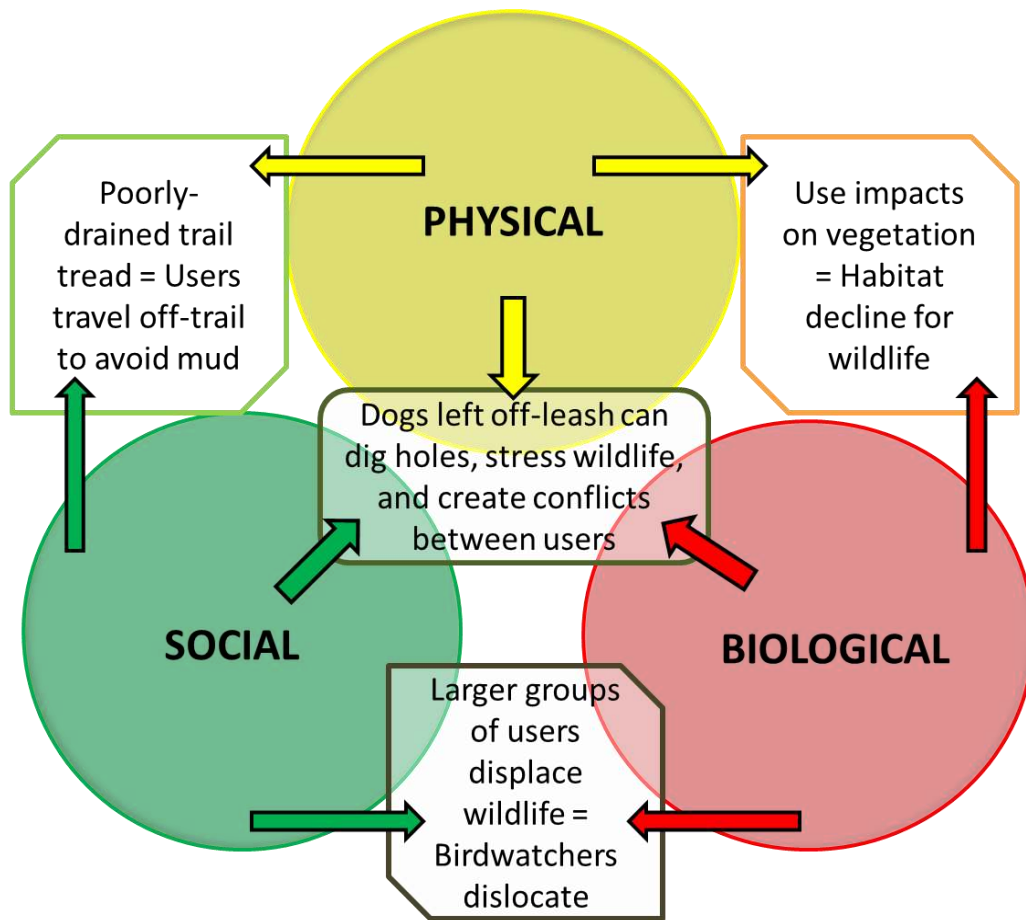 PHYSICAL
Poorly-
drained trail
tread = Users
travel off-trail
to avoid mud
Use impacts
on vegetation
= Habitat
decline for
wildlife
Dogs left off-leash can
dig holes, stress wildlife,
and create conflicts
between users
SOCIAL
BIOLOGICAL
Larger groups
of users
displace
wildlife =
Birdwatchers
dislocate